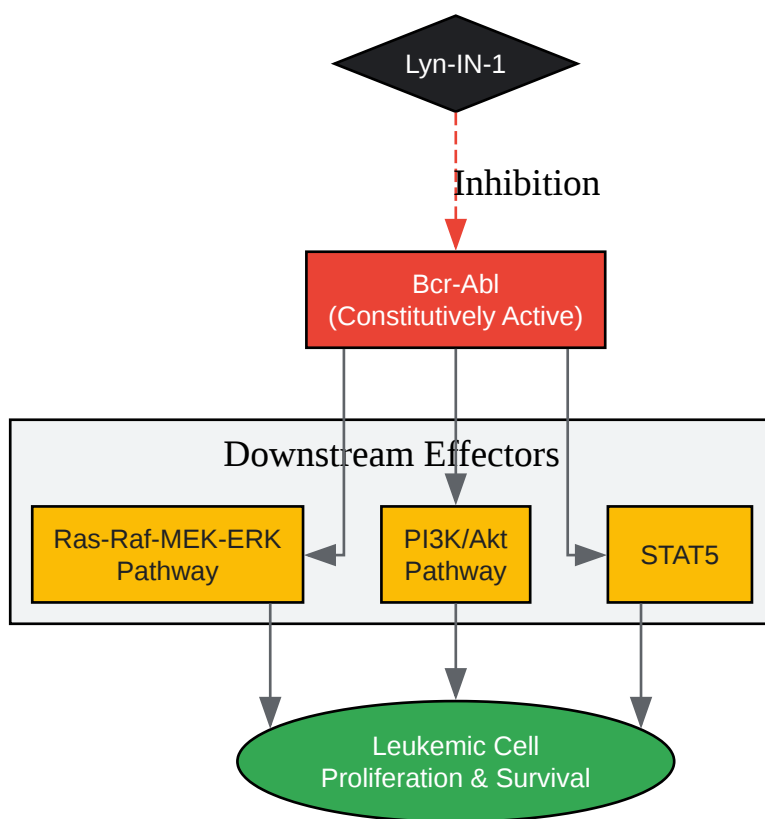 Lyn-IN-1
Inhibition
Bcr-Abl
(Constitutively Active)
Downstream Effectors
Ras-Raf-MEK-ERK
Pathway
PI3K/Akt
Pathway
STAT5
Leukemic Cell
Proliferation & Survival